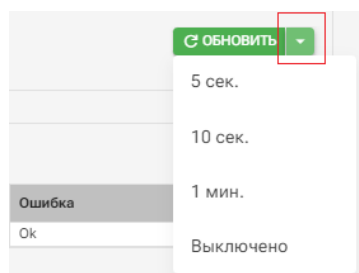 ОБНОВИТЬ
5 сек.
10 сек.
1 мин.
Ошибка
Ok
Выключено